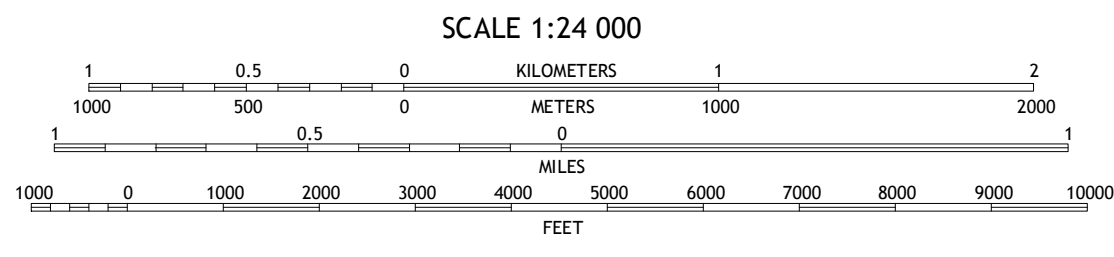 SCALE 1:24 000
1 0.5 0 KILOMETERS 1 2
1000 500 0 METERS 1000 2000
1 0.5 0 1
MILES
1000 0 1000 2000 3000 4000 5000 6000 7000 8000 9000 10000
FEET